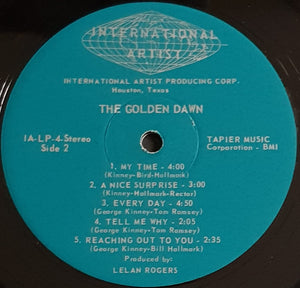 INTERNATIONAL
ARTIST
INTERNATIONAL ARTIST PRODUCING CORP.
Houston, Texas
THE GOLDEN DAWN
IA-LP-4-Stereo
Side 2
TAPIER MUSIC
Corporation - BMI
1. MY TIME - 4:00
(Kinney-Bird-Hallmark)
2. A NICE SURPRISE - 3:00
(Kinney-Hallmark-Rector)
3. EVERY DAY - 4:50
(George Kinney-Tom Ramsey)
4. TELL ME WHY - 2:05
(George Kinney-Tom Ramsey)
5. REACHING OUT TO YOU - 2:35
(George Kinney-Bill Hallmark)
Produced by:
LELAN ROGERS